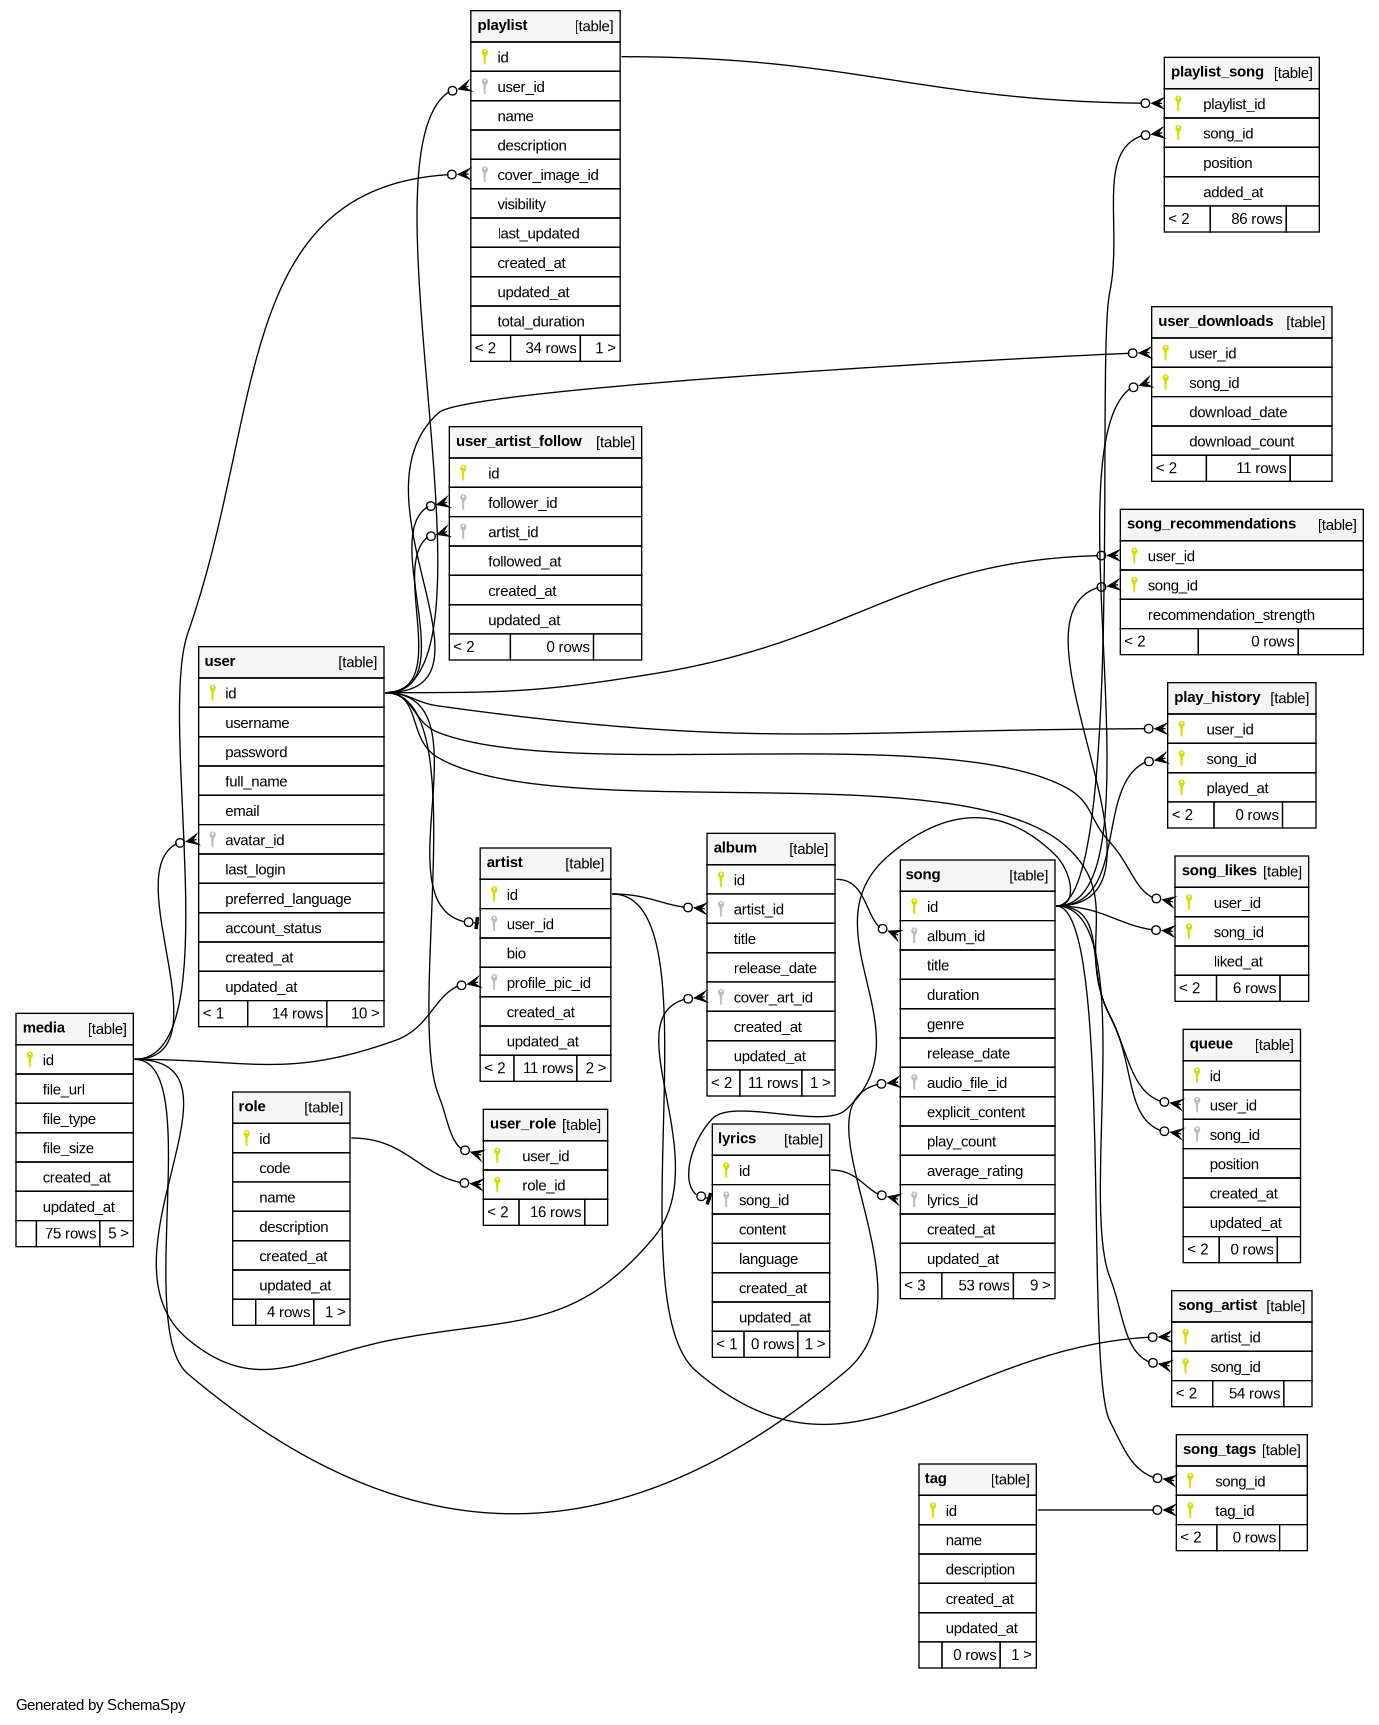 playlist [table]
id
user_id
name
description
cover_image_id
visibility
last_updated
created_at
updated_at
total_duration
< 2 34 rows 1 >
playlist_song [table]
playlist_id
song_id
position
added_at
< 2 86 rows
user_downloads [table]
user_id
song_id
download_date
download_count
< 2 11 rows
user_artist_follow [table]
id
follower_id
artist_id
followed_at
created_at
updated_at
< 2 0 rows
song_recommendations [table]
user_id
song_id
recommendation_strength
< 2 0 rows
user [table]
id
username
password
full_name
email
avatar_id
last_login
preferred_language
account_status
created_at
updated_at
< 1 14 rows 10 >
play_history [table]
user_id
song_id
played_at
< 2 0 rows
artist [table]
id
user_id
bio
profile_pic_id
created_at
updated_at
< 2 11 rows 2 >
album [table]
id
artist_id
title
release_date
cover_art_id
created_at
updated_at
< 2 11 rows 1 >
song [table]
id
album_id
title
duration
genre
release_date
audio_file_id
explicit_content
play_count
average_rating
lyrics_id
created_at
updated_at
< 3 53 rows 9 >
song_likes [table]
user_id
song_id
liked_at
< 2 6 rows
media [table]
id
file_url
file_type
file_size
created_at
updated_at
75 rows 5 >
role [table]
id
code
name
description
created_at
updated_at
4 rows 1 >
user_role [table]
user_id
role_id
< 2 16 rows
lyrics [table]
id
song_id
content
language
created_at
updated_at
< 1 0 rows 1 >
queue [table]
id
user_id
song_id
position
created_at
updated_at
< 2 0 rows
song_artist [table]
artist_id
song_id
< 2 54 rows
song_tags [table]
song_id
tag_id
< 2 0 rows
tag [table]
id
name
description
created_at
updated_at
0 rows 1 >
Generated by SchemaSpy